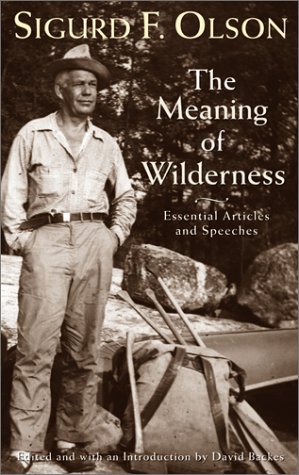 SIGURD F. OLSON
The
Meaning
of
Wilderness
Essential Articles
and Speeches
Edited and with an Introduction by David Backes